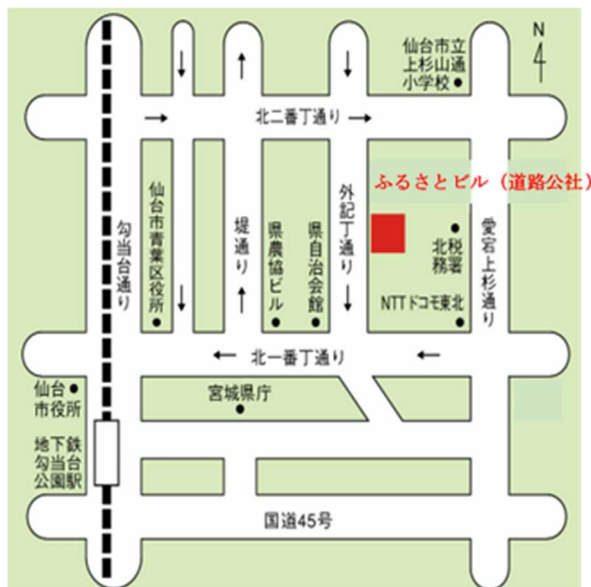 仙台市立
上杉山通
小学校
N
北二番丁通り
ふるさとビル（道路公社）
勾当台通り
仙台市青葉区役所
堤通り
県農協ビル
県自治会館
外記丁通り
北税
務署
愛宕上杉通り
NTTドコモ東北
北一番丁通り
仙台
市役所
宮城県庁
地下鉄
勾当台
公園駅
国道45号